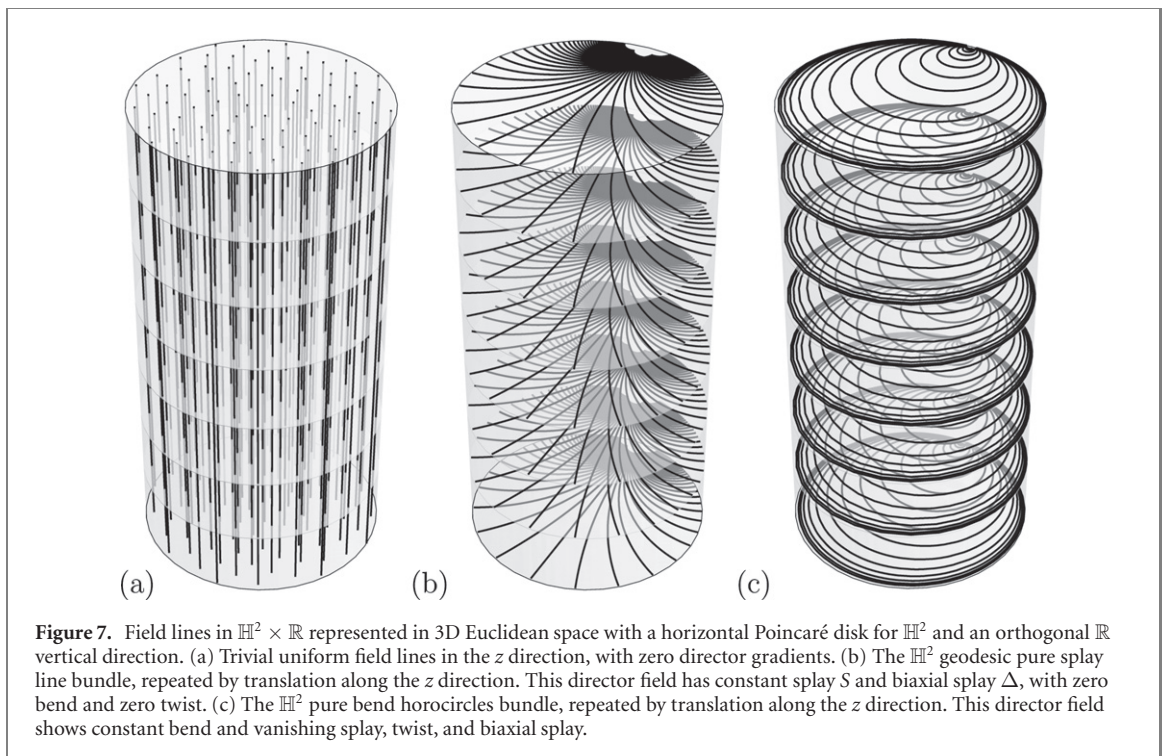 (a)
(b)
(c)
Figure 7. Field lines in ℍ² × ℝ represented in 3D Euclidean space with a horizontal Poincaré disk for ℍ² and an orthogonal ℝ
vertical direction. (a) Trivial uniform field lines in the z direction, with zero director gradients. (b) The ℍ² geodesic pure splay
line bundle, repeated by translation along the z direction. This director field has constant splay S and biaxial splay Δ, with zero
bend and zero twist. (c) The ℍ² pure bend horocircles bundle, repeated by translation along the z direction. This director field
shows constant bend and vanishing splay, twist, and biaxial splay.